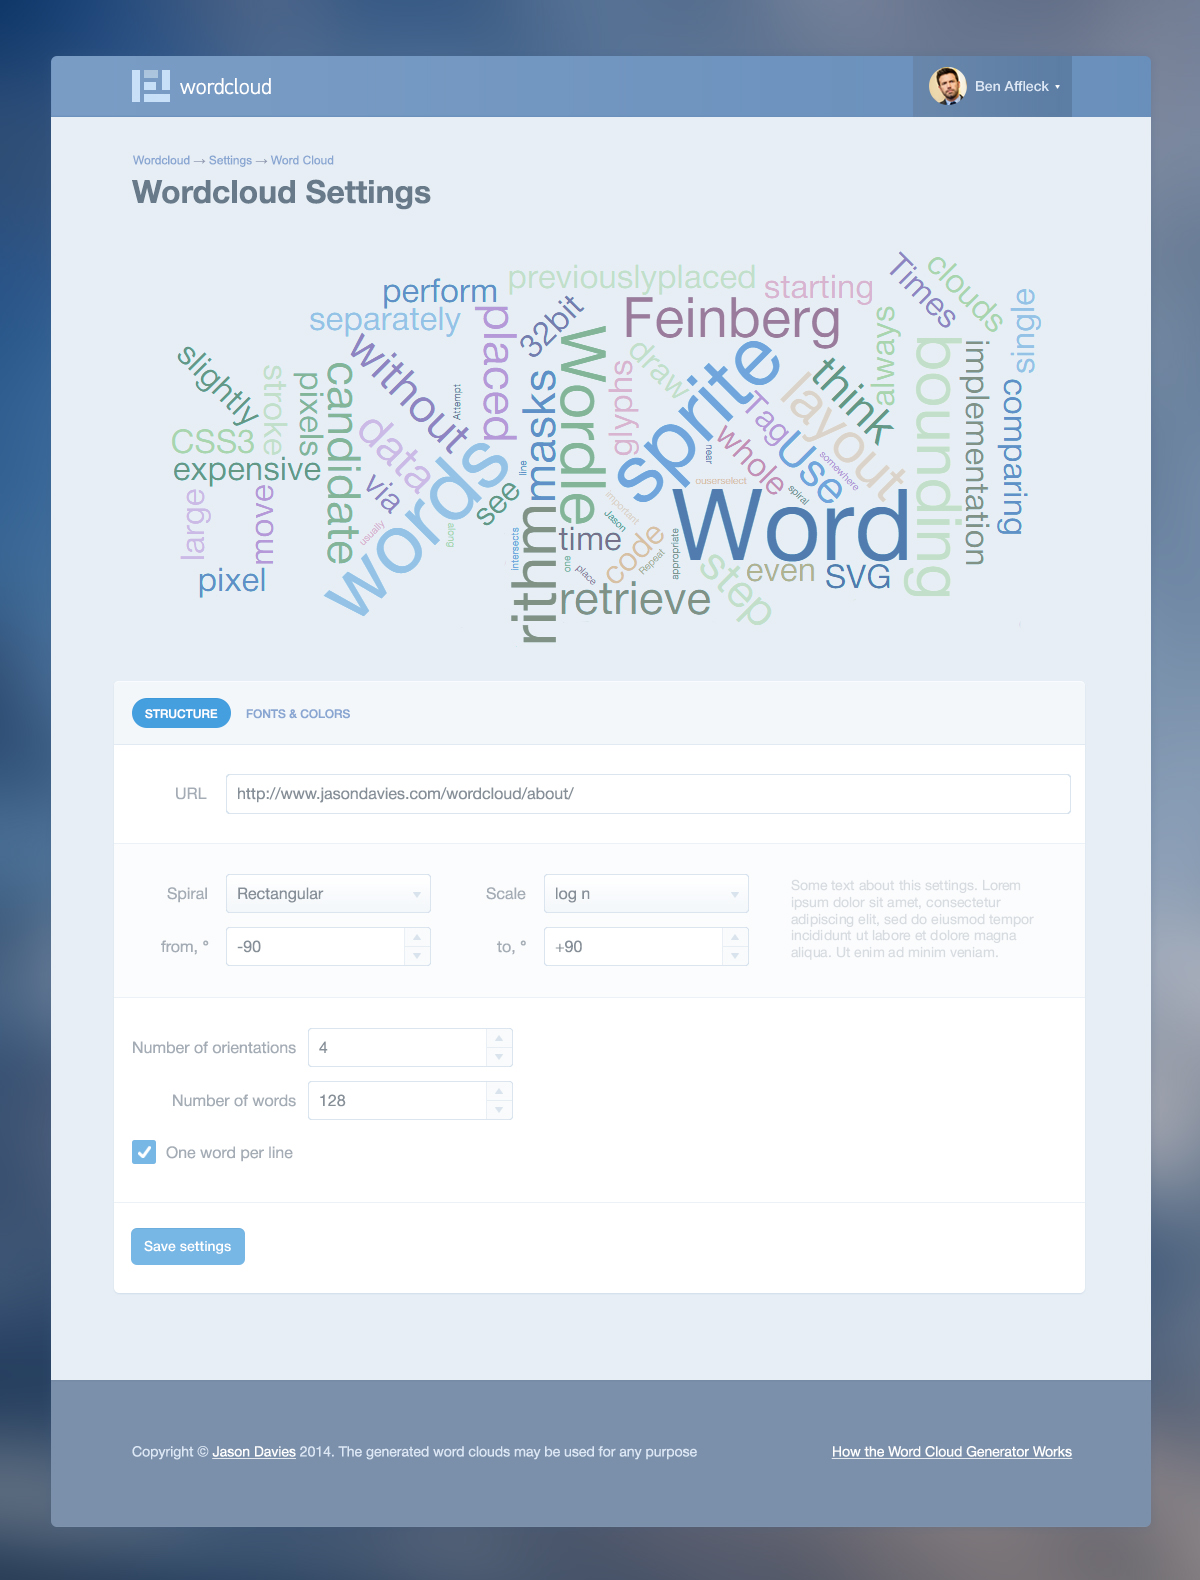 wordcloud
Ben Affleck
Wordcloud → Settings → Word Cloud
Wordcloud Settings
previouslyplaced
perform
starting
Times
clouds
single
separately
placed
32bit
Feinberg
always
slightly
stroke
pixels
candidate
without
Attempt
masks
Wordle
glyphs
draw
sprite
Tag
layout
think
bounding
implementation
comparing
CSS3
expensive
data
via
words
see
line
near
whole
Use
somewhere
ouserselect
spiral
large
move
usually
along
intersects
important
Jason
Word
pixel
rithm
time
one
place
code
Repeat
appropriate
step
even
SVG
retrieve
STRUCTURE FONTS & COLORS
URL http://www.jasondavies.com/wordcloud/about/
Spiral Rectangular Scale log n
from, ° -90 to, ° +90
Some text about this settings. Lorem
ipsum dolor sit amet, consectetur
adipiscing elit, sed do eiusmod tempor
incididunt ut labore et dolore magna
aliqua. Ut enim ad minim veniam.
Number of orientations 4
Number of words 128
One word per line
Save settings
Copyright © Jason Davies 2014. The generated word clouds may be used for any purpose
How the Word Cloud Generator Works